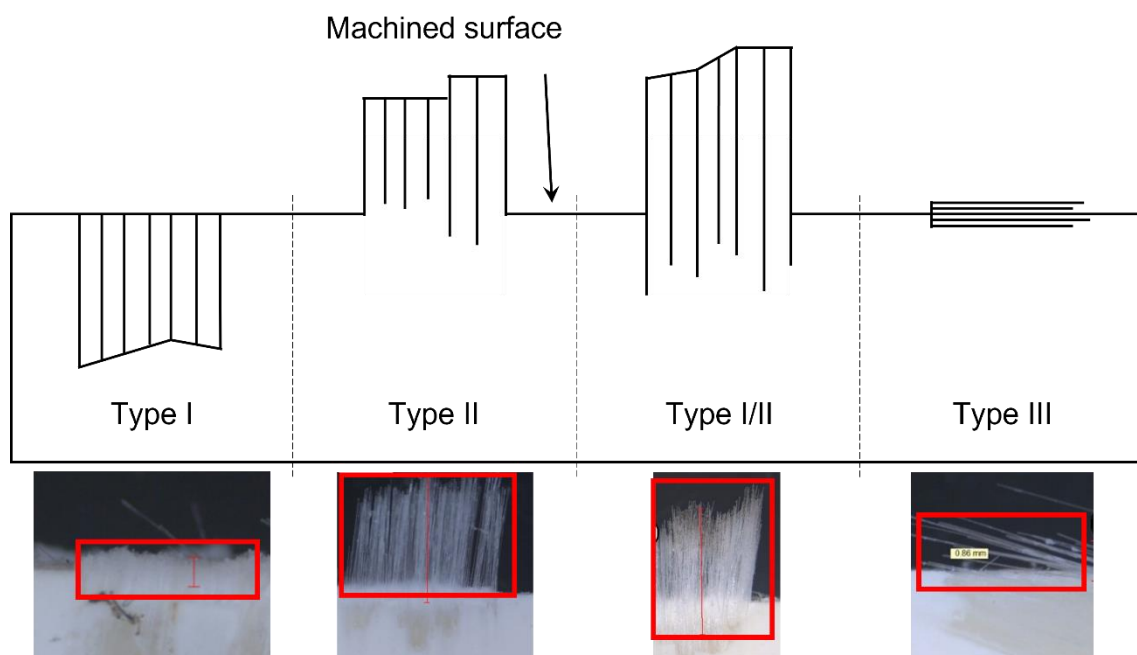 Machined surface
Type I
Type II
Type I/II
Type III
0.86 mm